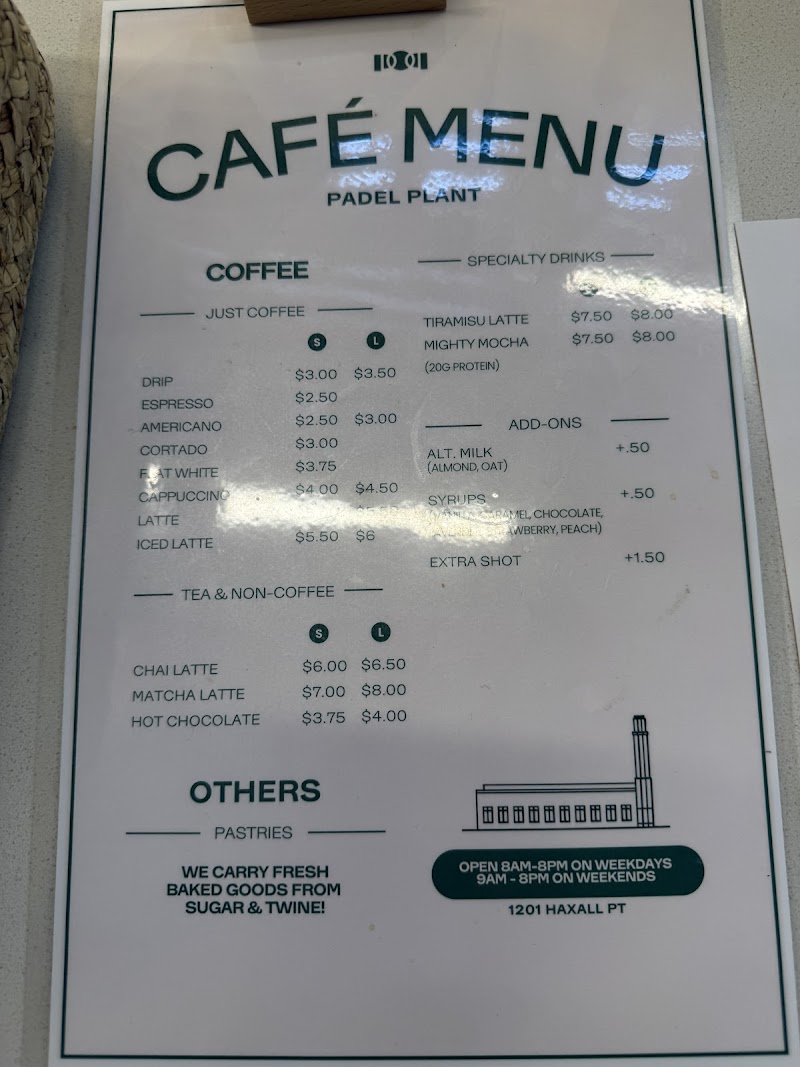 CAFÉ MENU
PADEL PLANT
COFFEE
JUST COFFEE
S L
DRIP $3.00 $3.50
ESPRESSO $2.50
AMERICANO $2.50 $3.00
CORTADO $3.00
FLAT WHITE $3.75
CAPPUCCINO $4.00 $4.50
LATTE
ICED LATTE $5.50 $6
TEA & NON-COFFEE
S L
CHAI LATTE $6.00 $6.50
MATCHA LATTE $7.00 $8.00
HOT CHOCOLATE $3.75 $4.00
OTHERS
PASTRIES
WE CARRY FRESH
BAKED GOODS FROM
SUGAR & TWINE!
SPECIALTY DRINKS
TIRAMISU LATTE $7.50 $8.00
MIGHTY MOCHA $7.50 $8.00
(20G PROTEIN)
ADD-ONS
ALT. MILK +.50
(ALMOND, OAT)
SYRUPS +.50
CARAMEL, CHOCOLATE,
STRAWBERRY, PEACH)
EXTRA SHOT +1.50
OPEN 8AM-8PM ON WEEKDAYS
9AM - 8PM ON WEEKENDS
1201 HAXALL PT